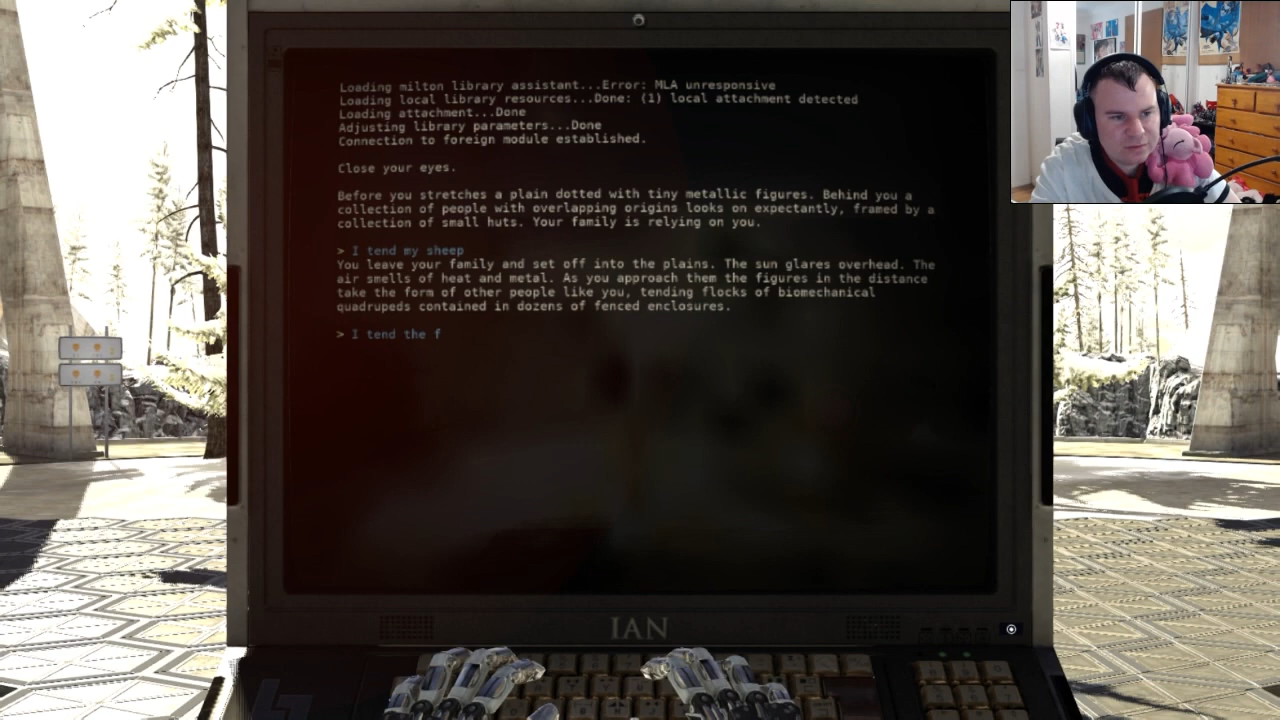 Loading milton library assistant...Error: MLA unresponsive
Loading local library resources...Done: (1) local attachment detected
Loading attachment...Done
Adjusting library parameters...Done
Connection to foreign module established.
Close your eyes.
Before you stretches a plain dotted with tiny metallic figures. Behind you a
collection of people with overlapping origins looks on expectantly, framed by a
collection of small huts. Your family is relying on you.
> I tend my sheep
You leave your family and set off into the plains. The sun glares overhead. The
air smells of heat and metal. As you approach them the figures in the distance
take the form of other people like you, tending flocks of biomechanical
quadrupeds contained in dozens of fenced enclosures.
> I tend the f
IAN